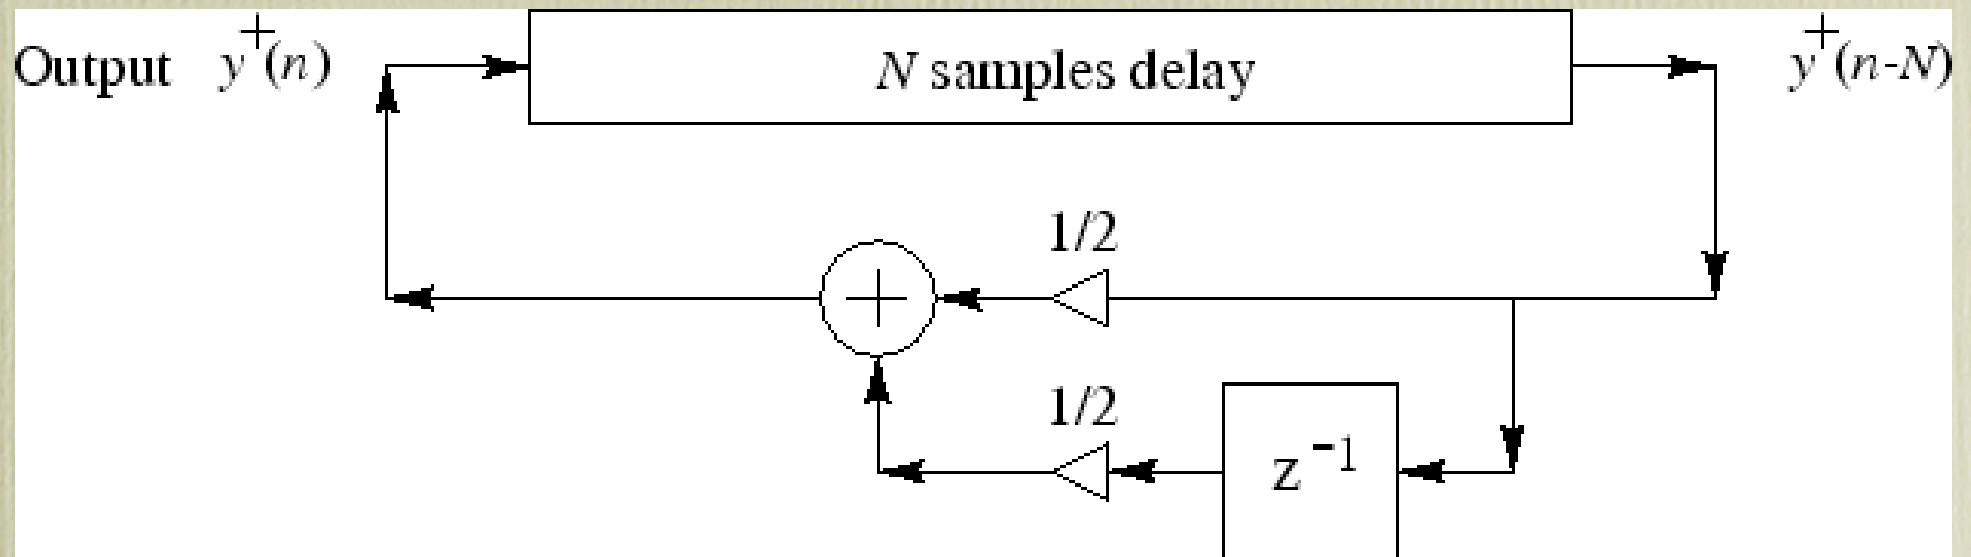 Output y⁺(n)
N samples delay
y⁺(n-N)
1/2
+
1/2
z⁻¹